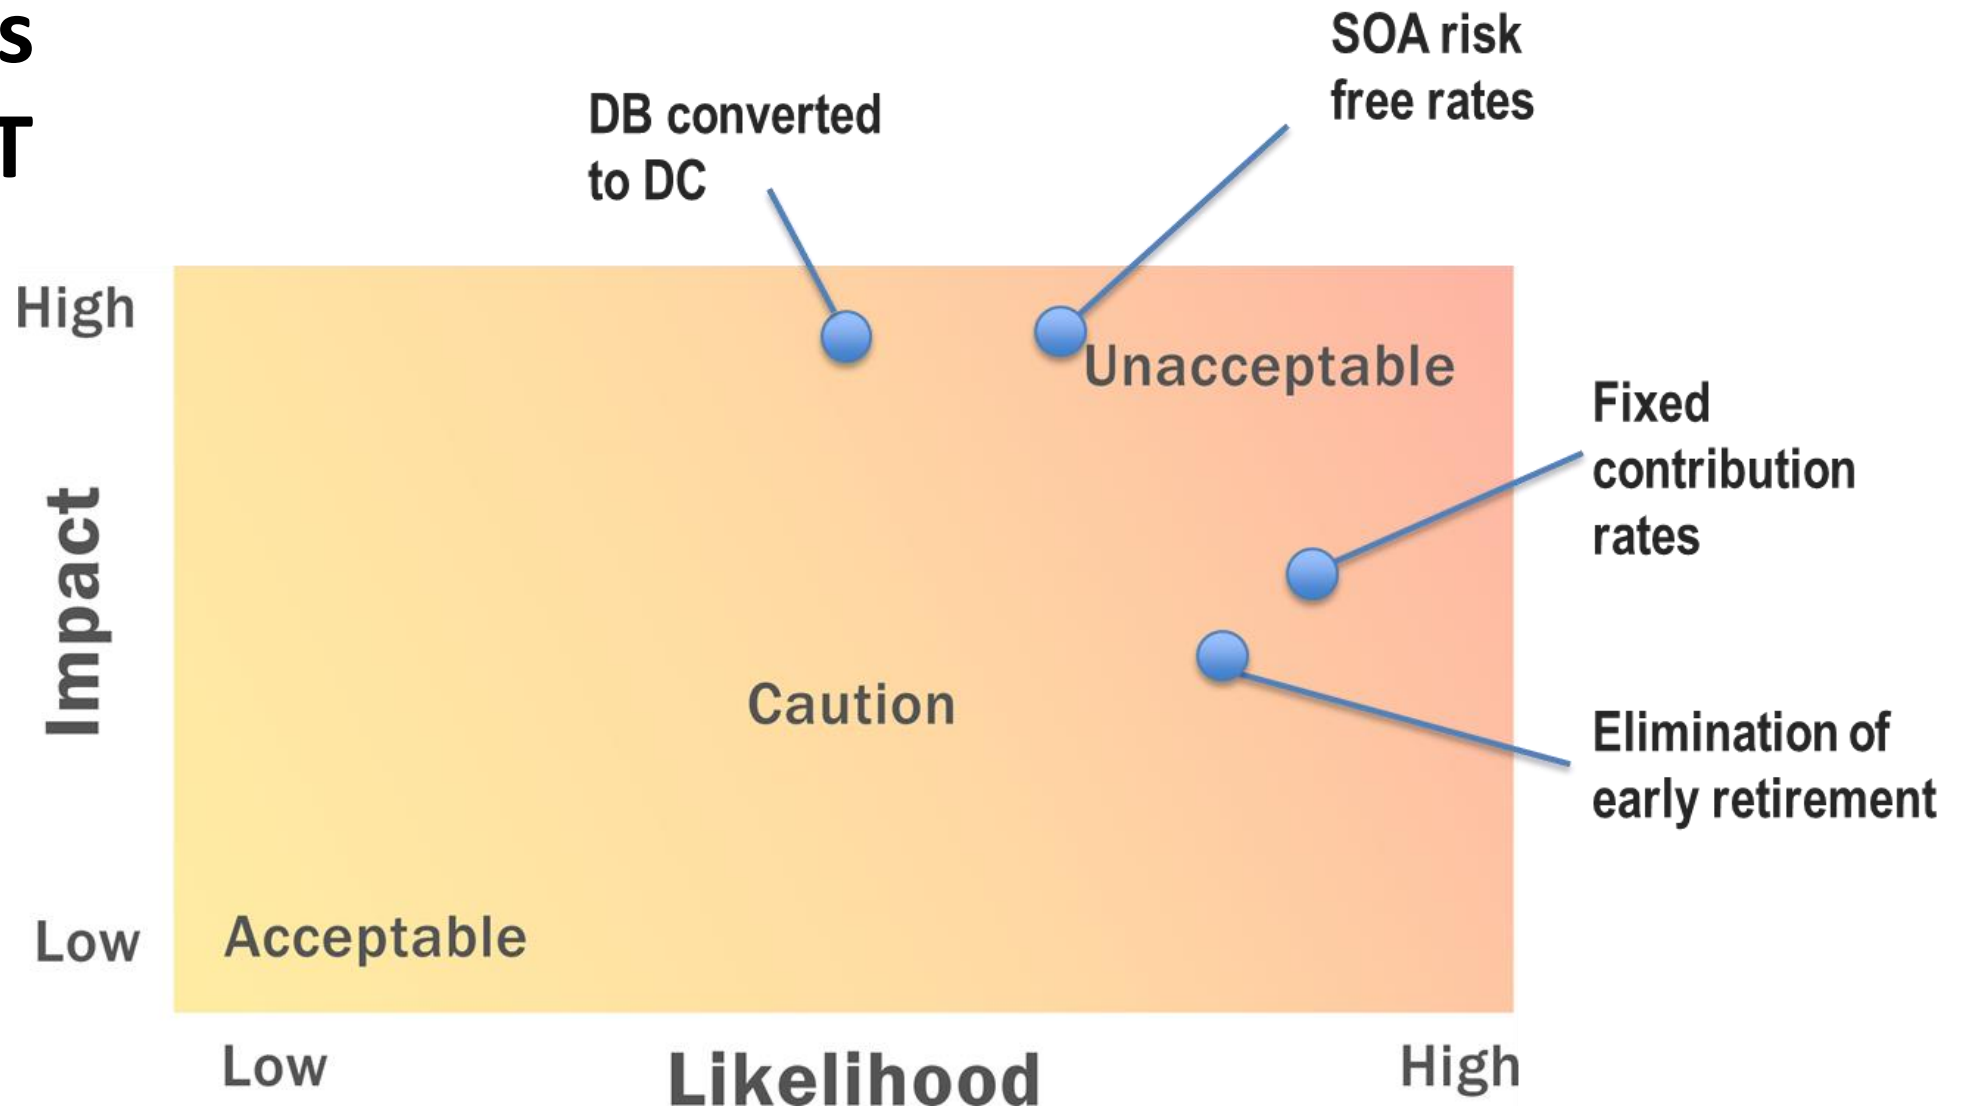 s
T
SOA risk
free rates
DB converted
to DC
High
Unacceptable
Fixed
contribution
rates
Impact
Caution
Elimination of
early retirement
Low
Acceptable
Low
Likelihood
High